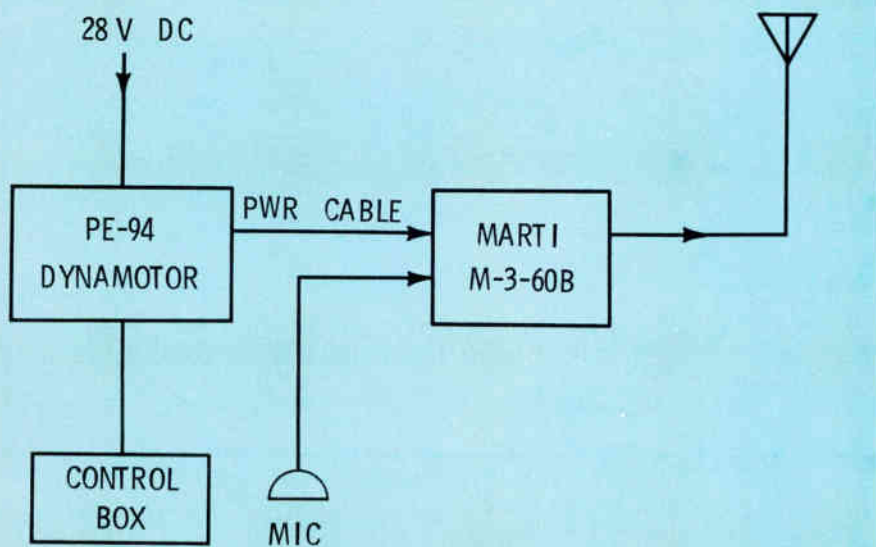 28 V DC
PE-94
DYNAMOTOR
PWR CABLE
MARTI
M-3-60B
CONTROL
BOX
MIC